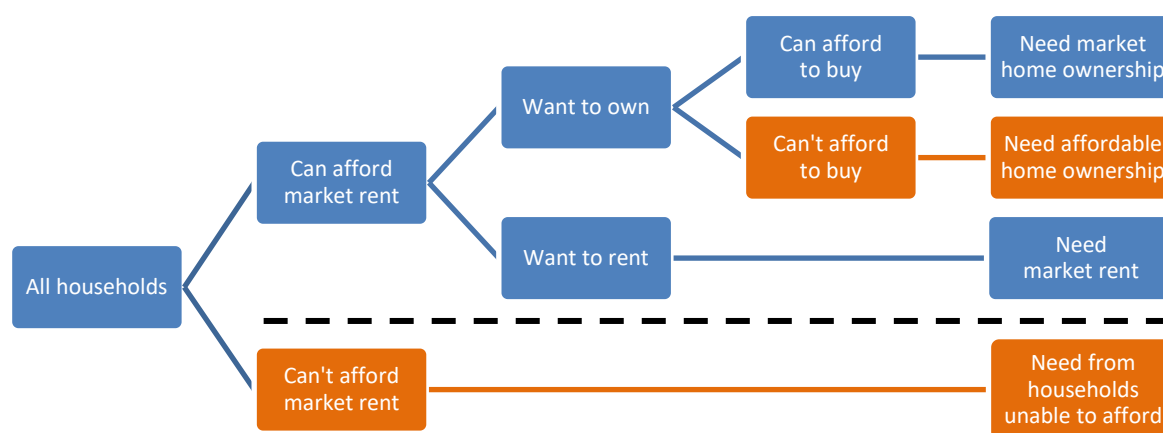 Can afford
to buy
Need market
home ownership
Want to own
Can't afford
to buy
Need affordable
home ownership
Can afford
market rent
Want to rent
Need
market rent
All households
Can't afford
market rent
Need from
households
unable to afford